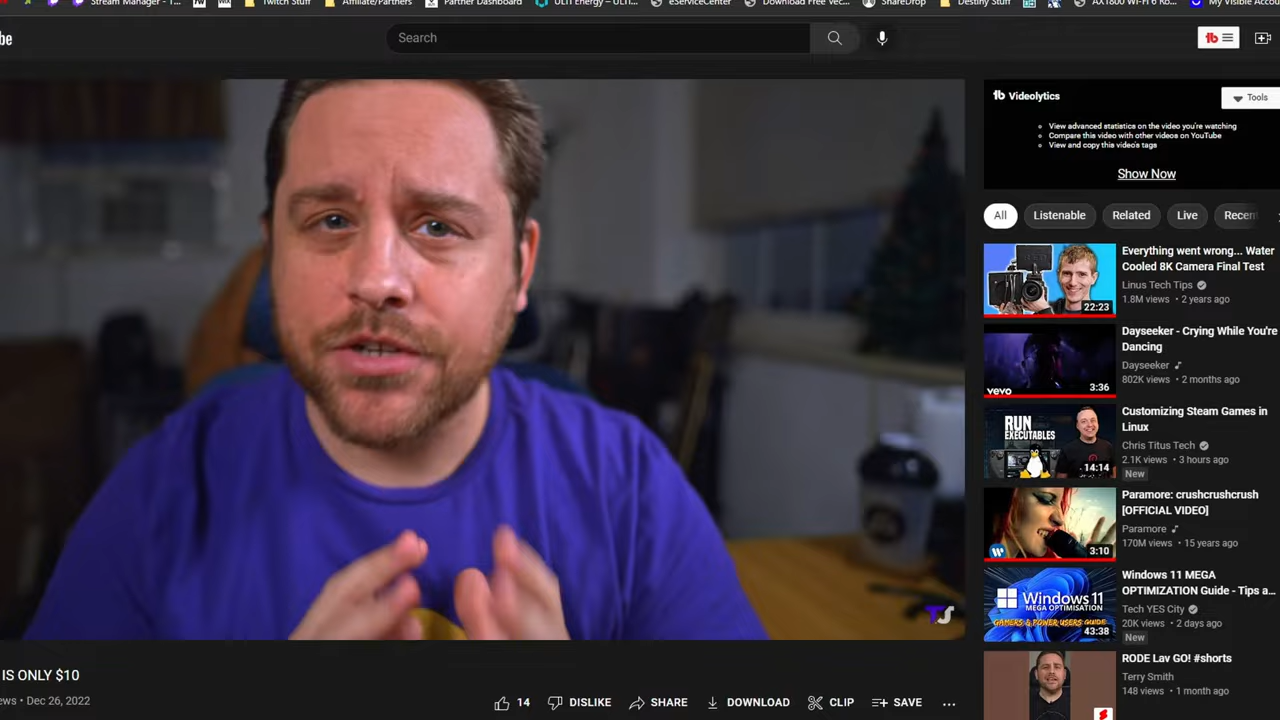 Stream Manager - T...
Twitch Stuff
Affiliate/Partners
Partner Dashboard
ULTI Energy – ULTI...
eServiceCenter
Download Free Vec...
ShareDrop
Destiny Stuff
AX1800 Wi-Fi 6 Ro...
My Visible Accou
be
Search
tb
tb Videolytics
Tools
View advanced statistics on the video you're watching
Compare this video with other videos on YouTube
View and copy this video's tags
Show Now
All
Listenable
Related
Live
Recen
Everything went wrong... Water
Cooled 8K Camera Final Test
Linus Tech Tips
1.8M views • 2 years ago
22:23
Dayseeker - Crying While You're
Dancing
Dayseeker
802K views • 2 months ago
vevo
3:36
Customizing Steam Games in
Linux
Chris Titus Tech
2.1K views • 3 hours ago
New
RUN
EXECUTABLES
14:14
Paramore: crushcrushcrush
[OFFICIAL VIDEO]
Paramore
170M views • 15 years ago
3:10
Windows 11 MEGA
OPTIMIZATION Guide - Tips a...
Tech YES City
20K views • 2 days ago
New
Windows 11
MEGA OPTIMISATION
GAMERS & POWER USERS GUIDE
43:38
RODE Lav GO! #shorts
Terry Smith
148 views • 1 month ago
TS
IS ONLY $10
ews • Dec 26, 2022
14
DISLIKE
SHARE
DOWNLOAD
CLIP
SAVE